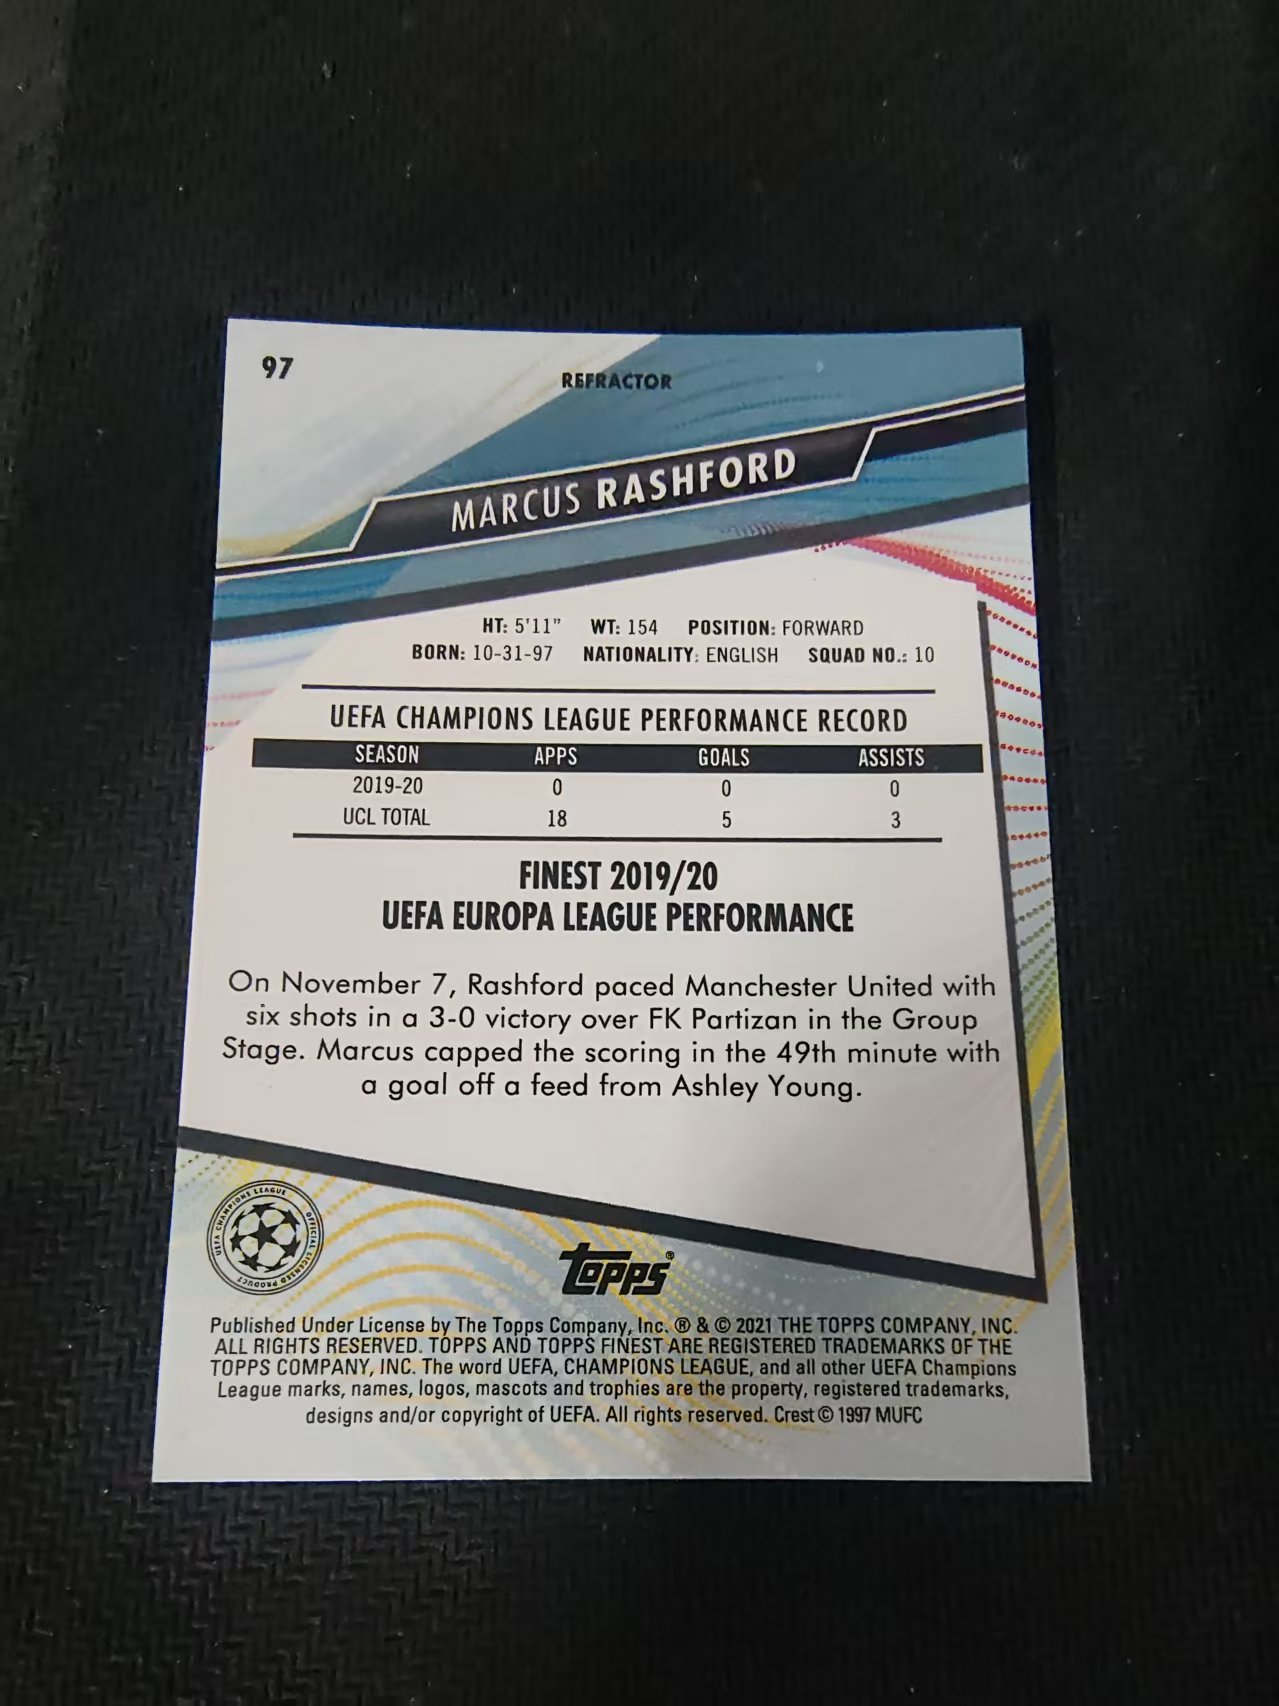 97
REFRACTOR
MARCUS RASHFORD
HT: 5'11" WT: 154 POSITION: FORWARD
BORN: 10-31-97 NATIONALITY: ENGLISH SQUAD NO.: 10
UEFA CHAMPIONS LEAGUE PERFORMANCE RECORD
SEASON APPS GOALS ASSISTS
2019-20 0 0 0
UCL TOTAL 18 5 3
FINEST 2019/20
UEFA EUROPA LEAGUE PERFORMANCE
On November 7, Rashford paced Manchester United with
six shots in a 3-0 victory over FK Partizan in the Group
Stage. Marcus capped the scoring in the 49th minute with
a goal off a feed from Ashley Young.
UEFA CHAMPIONS LEAGUE
OFFICIAL LICENSED PRODUCT
Topps®
Published Under License by The Topps Company, Inc. ® & © 2021 THE TOPPS COMPANY, INC.
ALL RIGHTS RESERVED. TOPPS AND TOPPS FINEST ARE REGISTERED TRADEMARKS OF THE
TOPPS COMPANY, INC. The word UEFA, CHAMPIONS LEAGUE, and all other UEFA Champions
League marks, names, logos, mascots and trophies are the property, registered trademarks,
designs and/or copyright of UEFA. All rights reserved. Crest © 1997 MUFC